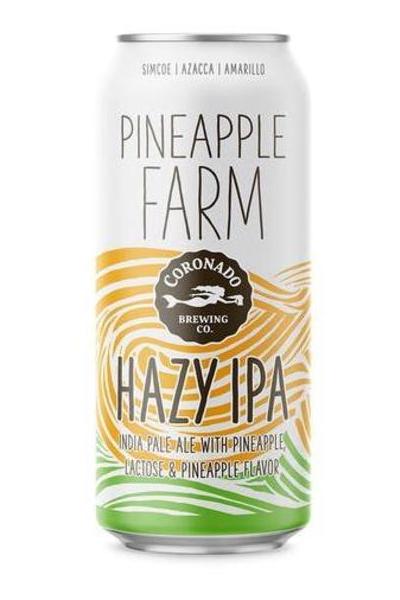 SIMCOE | AZACCA | AMARILLO
PINEAPPLE
FARM
CORONADO
BREWING
CO.
HAZY IPA
INDIA PALE ALE WITH PINEAPPLE,
LACTOSE & PINEAPPLE FLAVOR